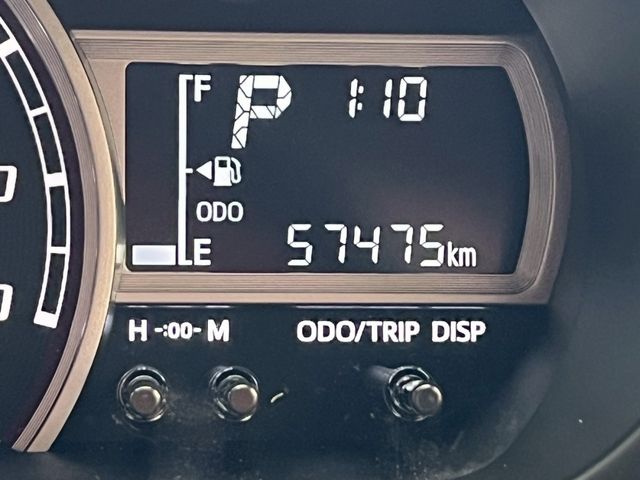 F P 1:10
ODO
E 57475km
H -:00- M ODO/TRIP DISP